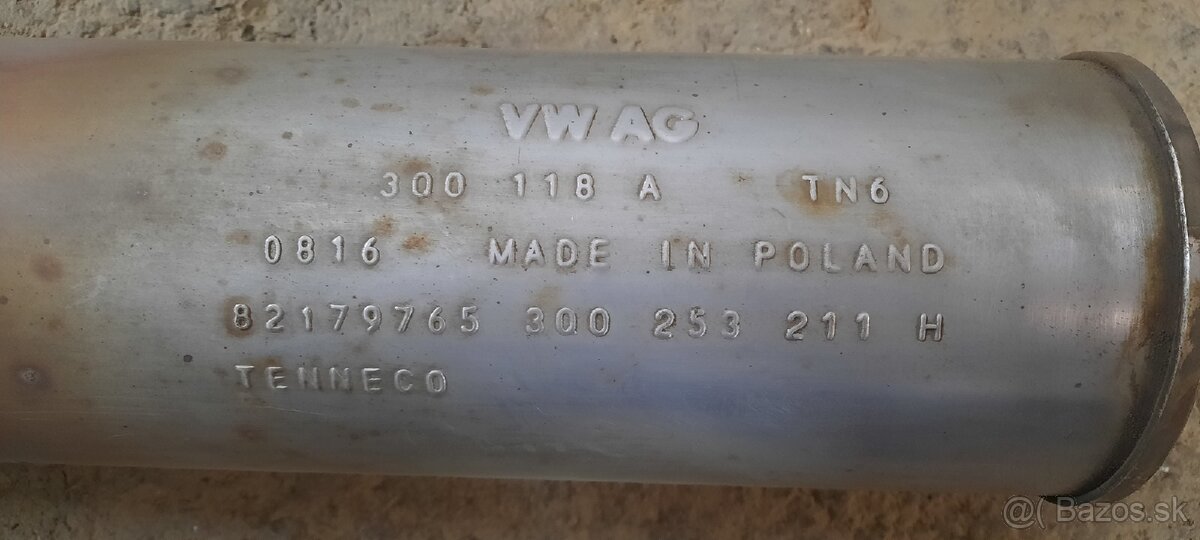 VW AG
300 118 A TN6
0816 MADE IN POLAND
82179765 300 253 211 H
TENNECO
@( Bazos.sk